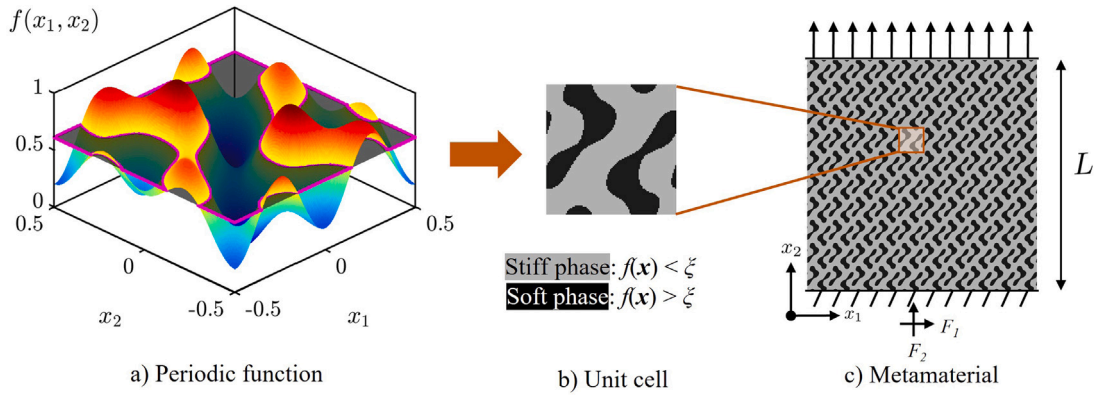 f(x₁, x₂)
1
0.5
0
0.5
0
-0.5
x₂
-0.5
0
0.5
x₁
a) Periodic function
Stiff phase: f(x) < ξ
Soft phase: f(x) > ξ
b) Unit cell
L
x₂
x₁
F₁
F₂
c) Metamaterial